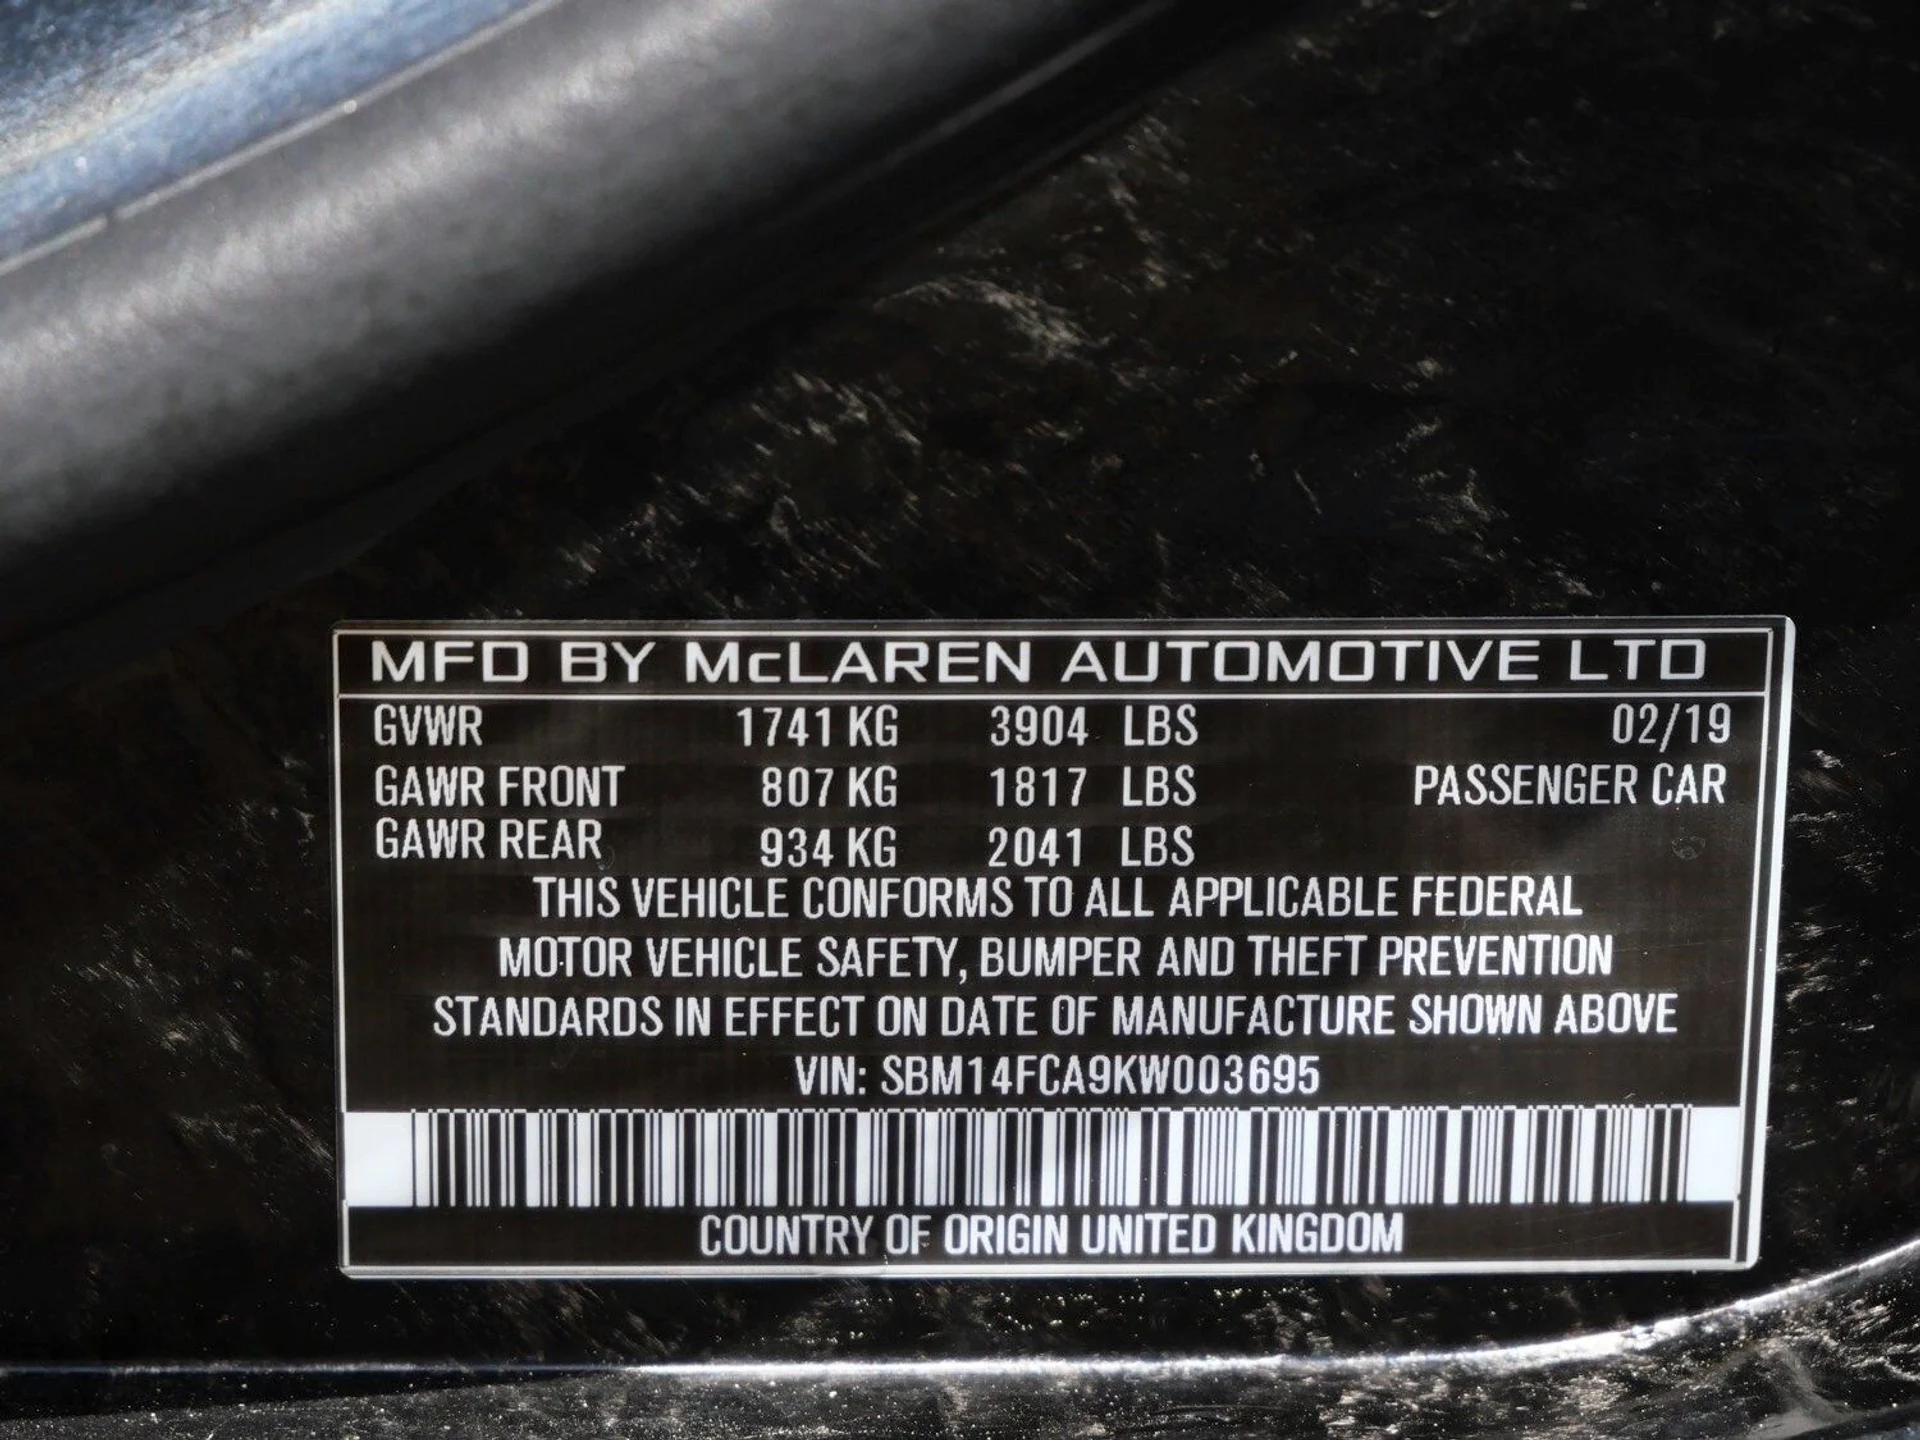 MFD BY McLAREN AUTOMOTIVE LTD
GVWR 1741 KG 3904 LBS 02/19
GAWR FRONT 807 KG 1817 LBS PASSENGER CAR
GAWR REAR 934 KG 2041 LBS
THIS VEHICLE CONFORMS TO ALL APPLICABLE FEDERAL
MOTOR VEHICLE SAFETY, BUMPER AND THEFT PREVENTION
STANDARDS IN EFFECT ON DATE OF MANUFACTURE SHOWN ABOVE
VIN: SBM14FCA9KW003695
COUNTRY OF ORIGIN UNITED KINGDOM